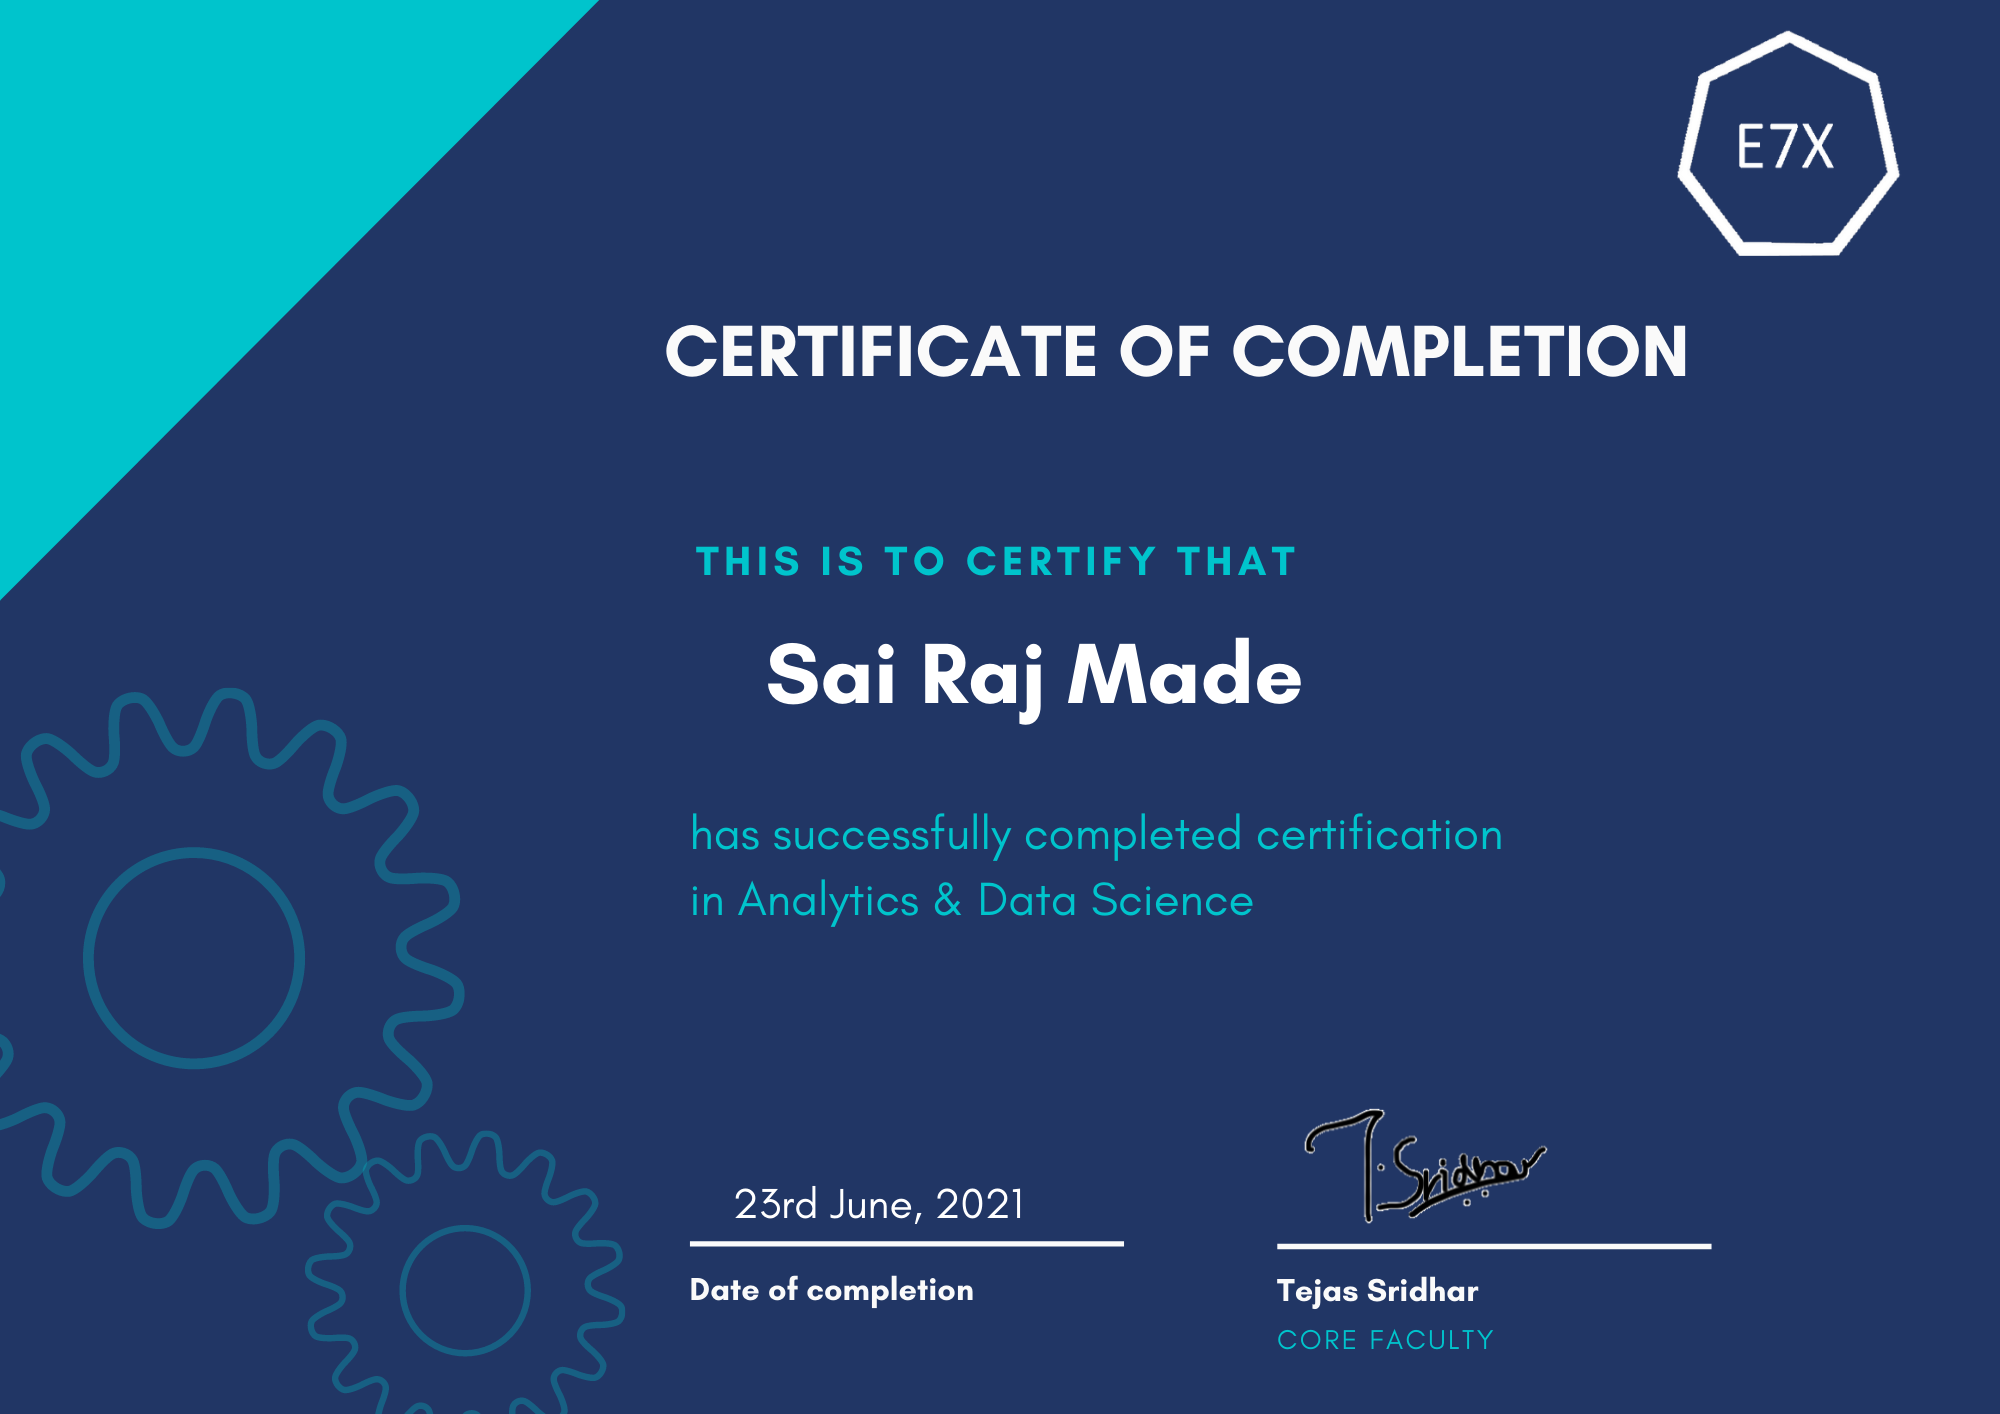 E7X
CERTIFICATE OF COMPLETION
THIS IS TO CERTIFY THAT
Sai Raj Made
has successfully completed certification
in Analytics & Data Science
T. Sridhar
23rd June, 2021
Date of completion
Tejas Sridhar
CORE FACULTY